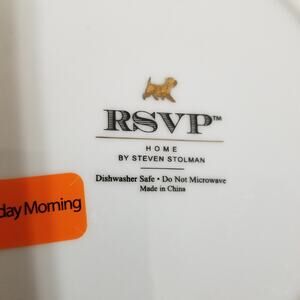 RSVP™
HOME
BY STEVEN STOLMAN
Dishwasher Safe • Do Not Microwave
Made in China
day Morning